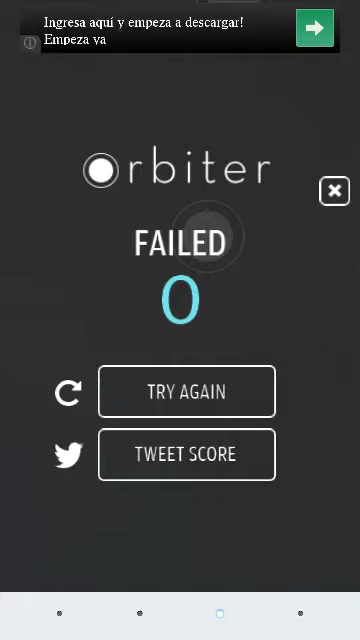 Ingresa aquí y empeza a descargar!
Empeza ya
orbiter
FAILED
0
TRY AGAIN
TWEET SCORE